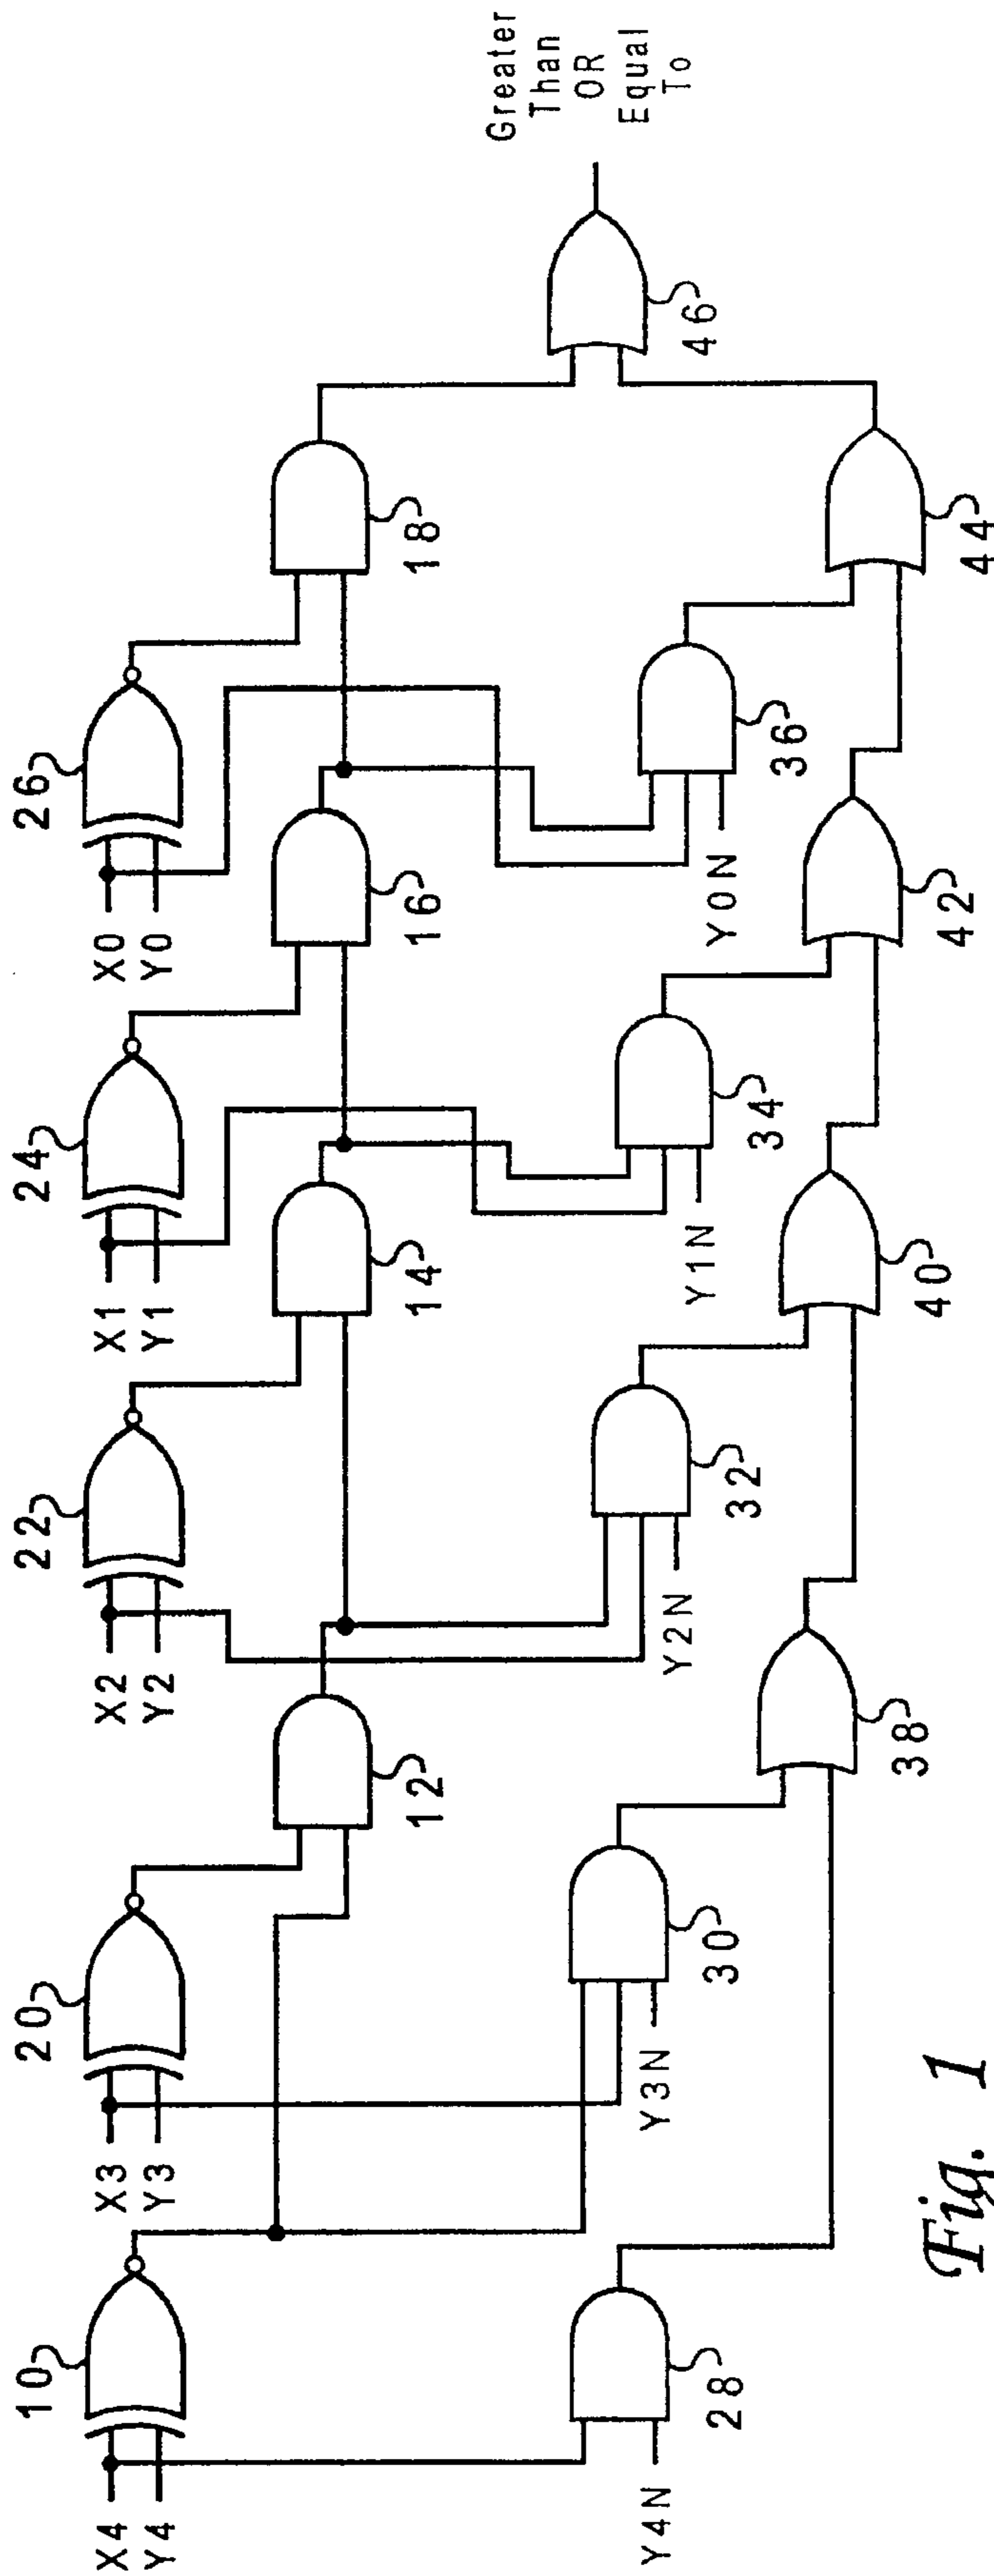 10
20
22
24
26
X4
Y4
X3
Y3
X2
Y2
X1
Y1
X0
Y0
12
14
16
18
Greater
Than
OR
Equal
To
46
Y4N
28
Y3N
30
Y2N
32
Y1N
34
Y0N
36
38
40
42
44
Fig. 1